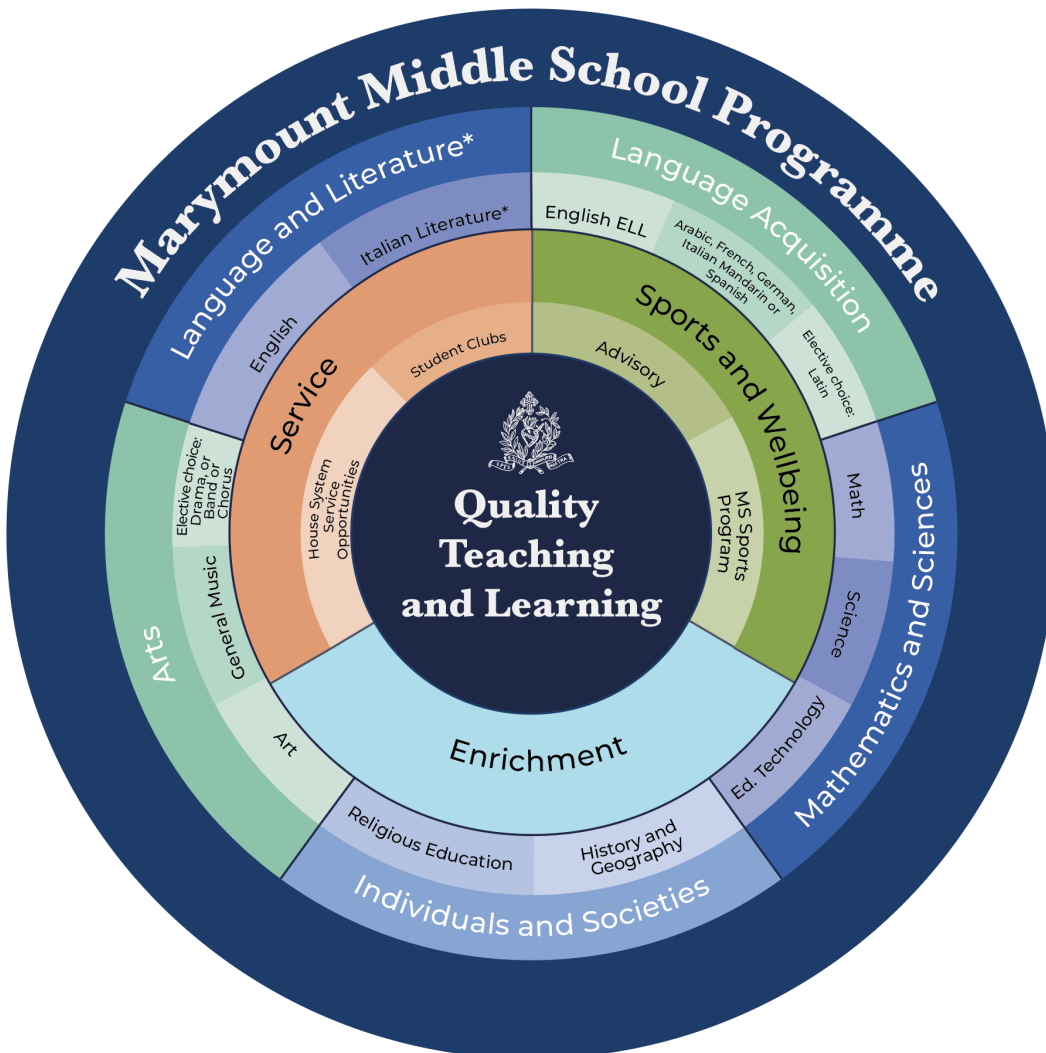 Marymount Middle School Programme
Language and Literature*
English
Italian Literature*
Language Acquisition
English ELL
Arabic, French, German,
Italian Mandarin or
Spanish
Elective choice:
Latin
Mathematics and Sciences
Math
Science
Ed. Technology
Individuals and Societies
History and
Geography
Religious Education
Arts
Art
General Music
Elective choice:
Drama, or
Band or
Chorus
Service
House System
Service
Opportunities
Student Clubs
Sports and Wellbeing
Advisory
MS Sports
Program
Enrichment
Quality
Teaching
and Learning